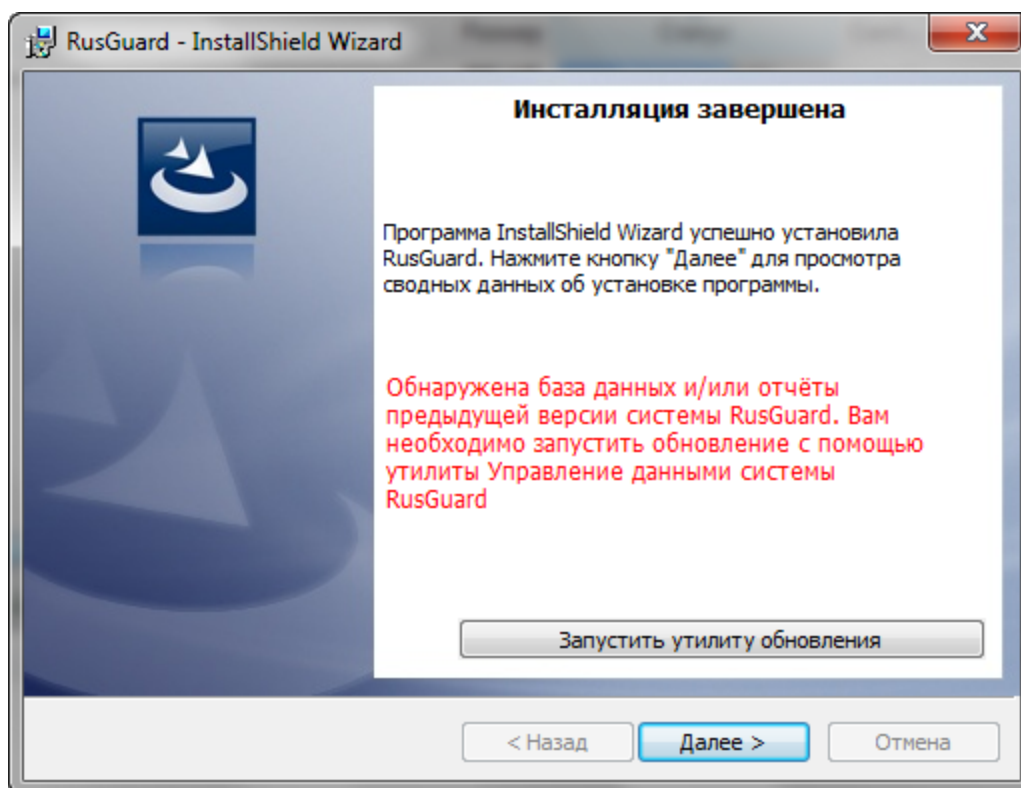 RusGuard - InstallShield Wizard
Инсталляция завершена
Программа InstallShield Wizard успешно установила
RusGuard. Нажмите кнопку "Далее" для просмотра
сводных данных об установке программы.
Обнаружена база данных и/или отчёты
предыдущей версии системы RusGuard. Вам
необходимо запустить обновление с помощью
утилиты Управление данными системы
RusGuard
Запустить утилиту обновления
< Назад
Далее >
Отмена